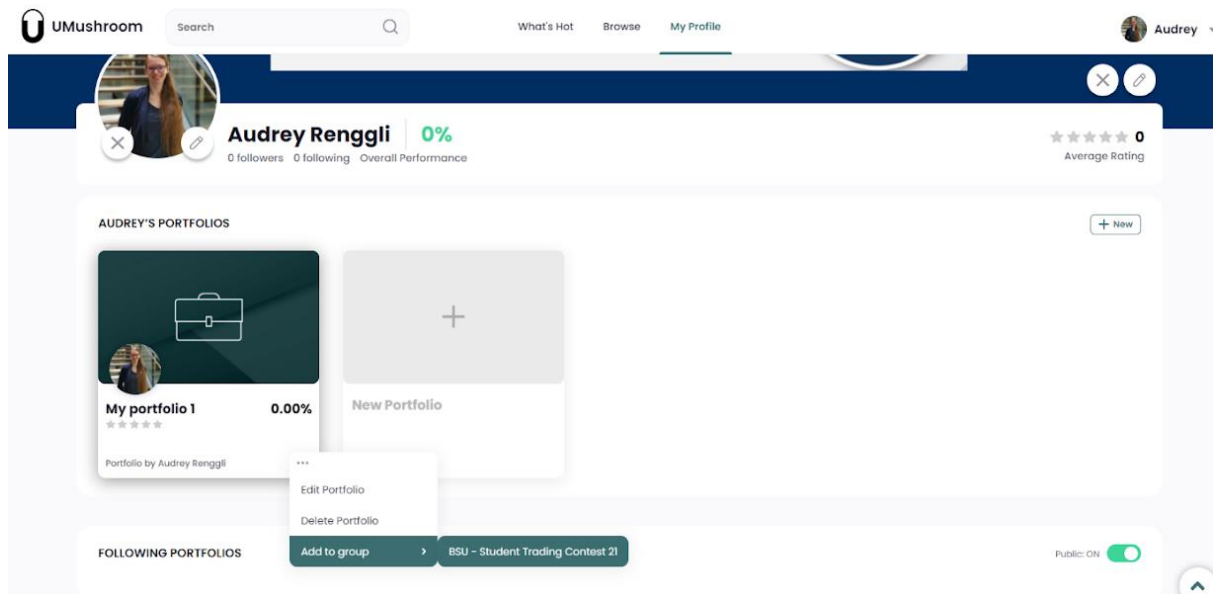 UMushroom
Search
What's Hot
Browse
My Profile
Audrey
Audrey Renggli
0%
0 followers 0 following Overall Performance
0
Average Rating
AUDREY'S PORTFOLIOS
+ New
My portfolio 1
0.00%
New Portfolio
Portfolio by Audrey Renggli
Edit Portfolio
Delete Portfolio
Add to group
BSU - Student Trading Contest 21
FOLLOWING PORTFOLIOS
Public: ON